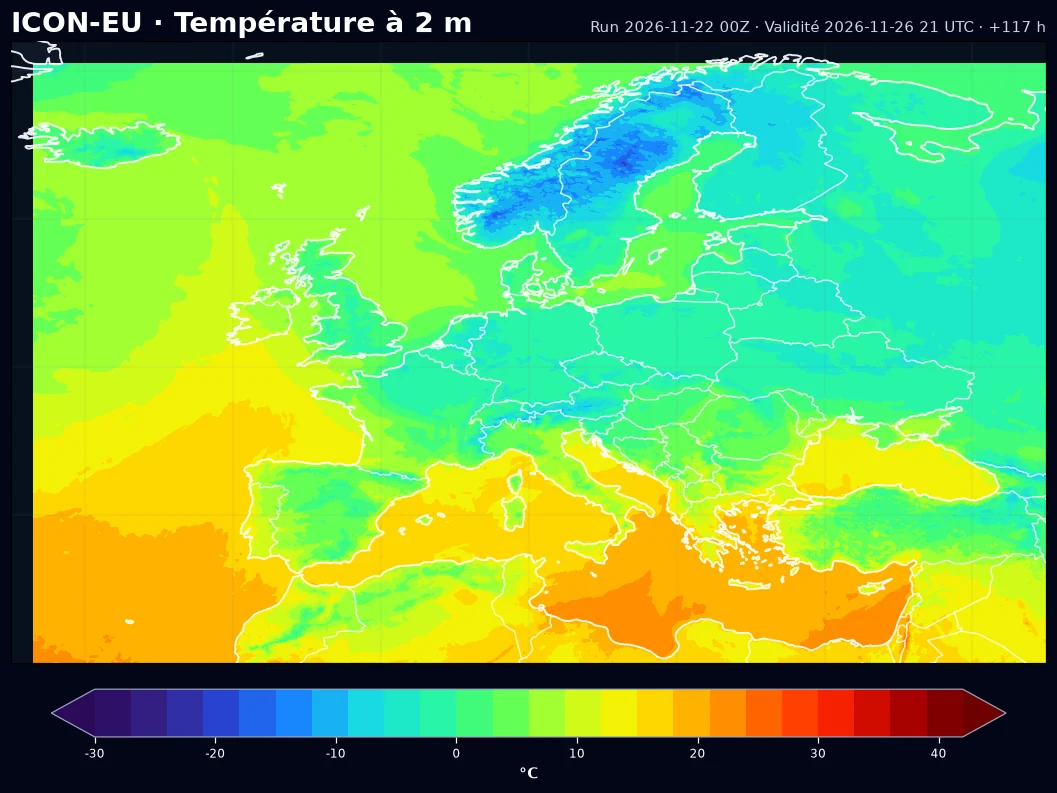 ICON-EU · Température à 2 m
Run 2026-11-22 00Z · Validité 2026-11-26 21 UTC · +117 h
-30 -20 -10 0 10 20 30 40
°C